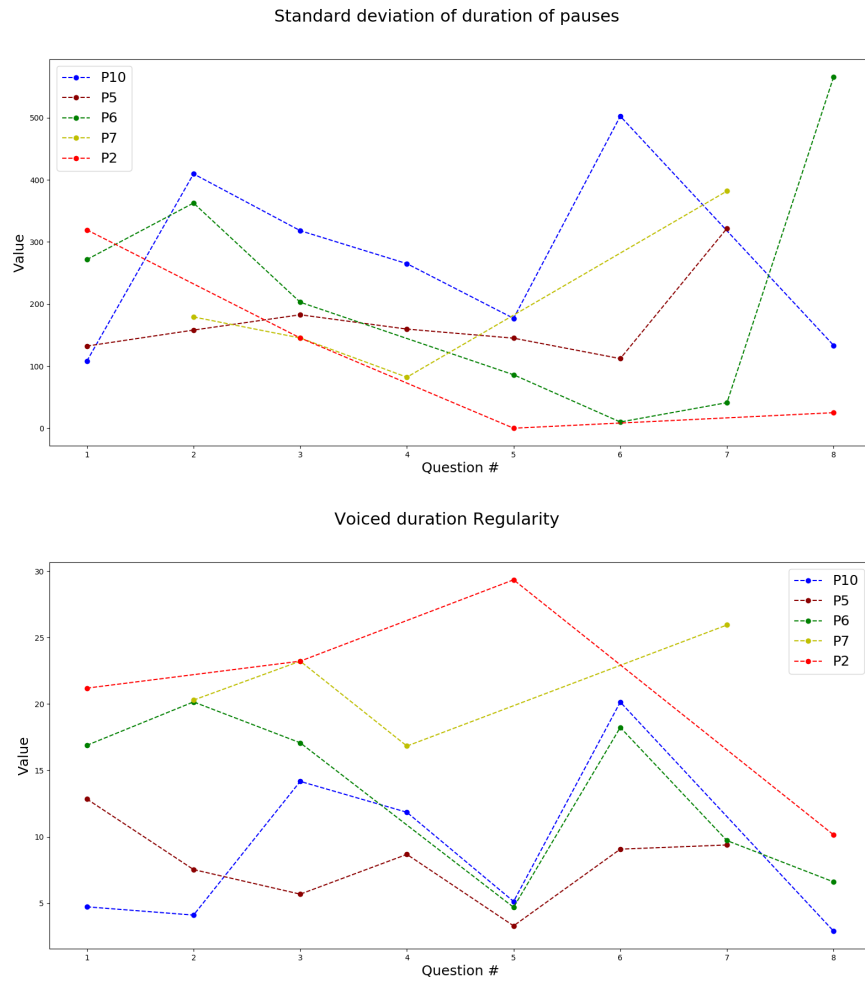 Standard deviation of duration of pauses
P10
P5
P6
P7
P2
500
400
300
200
100
0
Value
1 2 3 4 5 6 7 8
Question #
Voiced duration Regularity
P10
P5
P6
P7
P2
30
25
20
15
10
5
Value
1 2 3 4 5 6 7 8
Question #